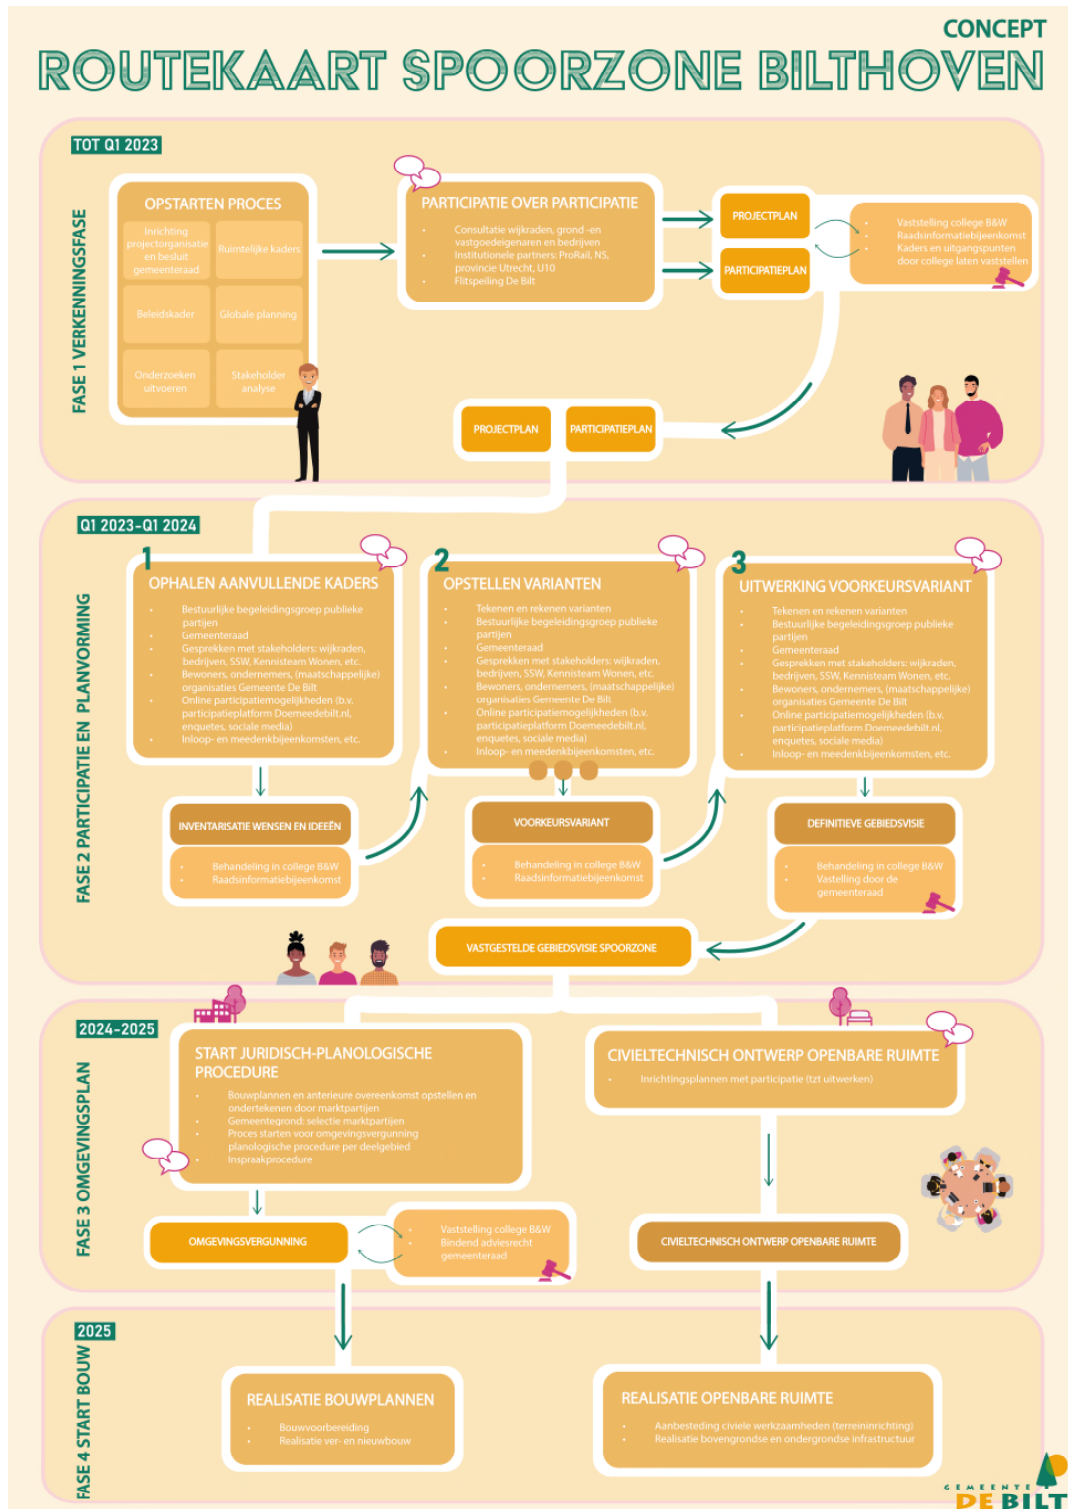 CONCEPT
ROUTEKAART SPOORZONE BILTHOVEN
TOT Q1 2023
FASE 1 VERKENNINGSFASE
OPSTARTEN PROCES
Inrichting
projectorganisatie
en besluit
gemeenteraad
Ruimtelijke kaders
Beleidskader
Globale planning
Onderzoeken
uitvoeren
Stakeholder
analyse
PARTICIPATIE OVER PARTICIPATIE
• Consultatie wijkraden, grond -en
vastgoedeigenaren en bedrijven
• Institutionele partners: ProRail, NS,
provincie Utrecht, U10
• Flitspeiling De Bilt
PROJECTPLAN
PARTICIPATIEPLAN
• Vaststelling college B&W
• Raadsinformatiebijeenkomst
• Kaders en uitgangspunten
door college laten vaststellen
PROJECTPLAN
PARTICIPATIEPLAN
Q1 2023-Q1 2024
FASE 2 PARTICIPATIE EN PLANVORMING
1
OPHALEN AANVULLENDE KADERS
• Bestuurlijke begeleidingsgroep publieke
partijen
• Gemeenteraad
• Gesprekken met stakeholders: wijkraden,
bedrijven, SSW, Kennisteam Wonen, etc.
• Bewoners, ondernemers, (maatschappelijke)
organisaties Gemeente De Bilt
• Online participatiemogelijkheden (b.v.
participatieplatform Doemeedebilt.nl,
enquetes, sociale media)
• Inloop- en meedenkbijeenkomsten, etc.
INVENTARISATIE WENSEN EN IDEEËN
• Behandeling in college B&W
• Raadsinformatiebijeenkomst
2
OPSTELLEN VARIANTEN
• Tekenen en rekenen varianten
• Bestuurlijke begeleidingsgroep publieke
partijen
• Gemeenteraad
• Gesprekken met stakeholders: wijkraden,
bedrijven, SSW, Kennisteam Wonen, etc.
• Bewoners, ondernemers, (maatschappelijke)
organisaties Gemeente De Bilt
• Online participatiemogelijkheden (b.v.
participatieplatform Doemeedebilt.nl,
enquetes, sociale media)
• Inloop- en meedenkbijeenkomsten, etc.
VOORKEURSVARIANT
• Behandeling in college B&W
• Raadsinformatiebijeenkomst
3
UITWERKING VOORKEURSVARIANT
• Tekenen en rekenen varianten
• Bestuurlijke begeleidingsgroep publieke
partijen
• Gemeenteraad
• Gesprekken met stakeholders: wijkraden,
bedrijven, SSW, Kennisteam Wonen, etc.
• Bewoners, ondernemers, (maatschappelijke)
organisaties Gemeente De Bilt
• Online participatiemogelijkheden (b.v.
participatieplatform Doemeedebilt.nl,
enquetes, sociale media)
• Inloop- en meedenkbijeenkomsten, etc.
DEFINITIEVE GEBIEDSVISIE
• Behandeling in college B&W
• Vastelling door de
gemeenteraad
VASTGESTELDE GEBIEDSVISIE SPOORZONE
2024-2025
FASE 3 OMGEVINGSPLAN
START JURIDISCH-PLANOLOGISCHE
PROCEDURE
• Bouwplannen en anterieure overeenkomst opstellen en
ondertekenen door marktpartijen
• Gemeentegrond: selectie marktpartijen
• Proces starten voor omgevingsvergunning
planologische procedure per deelgebied
• Inspraakprocedure
OMGEVINGSVERGUNNING
• Vaststelling college B&W
• Bindend adviesrecht
gemeenteraad
CIVIELTECHNISCH ONTWERP OPENBARE RUIMTE
• Inrichtingsplannen met participatie (tzt uitwerken)
CIVIELTECHNISCH ONTWERP OPENBARE RUIMTE
2025
FASE 4 START BOUW
REALISATIE BOUWPLANNEN
• Bouwvoorbereiding
• Realisatie ver- en nieuwbouw
REALISATIE OPENBARE RUIMTE
• Aanbesteding civiele werkzaamheden (terreininrichting)
• Realisatie bovengrondse en ondergrondse infrastructuur
GEMEENTE
DE BILT